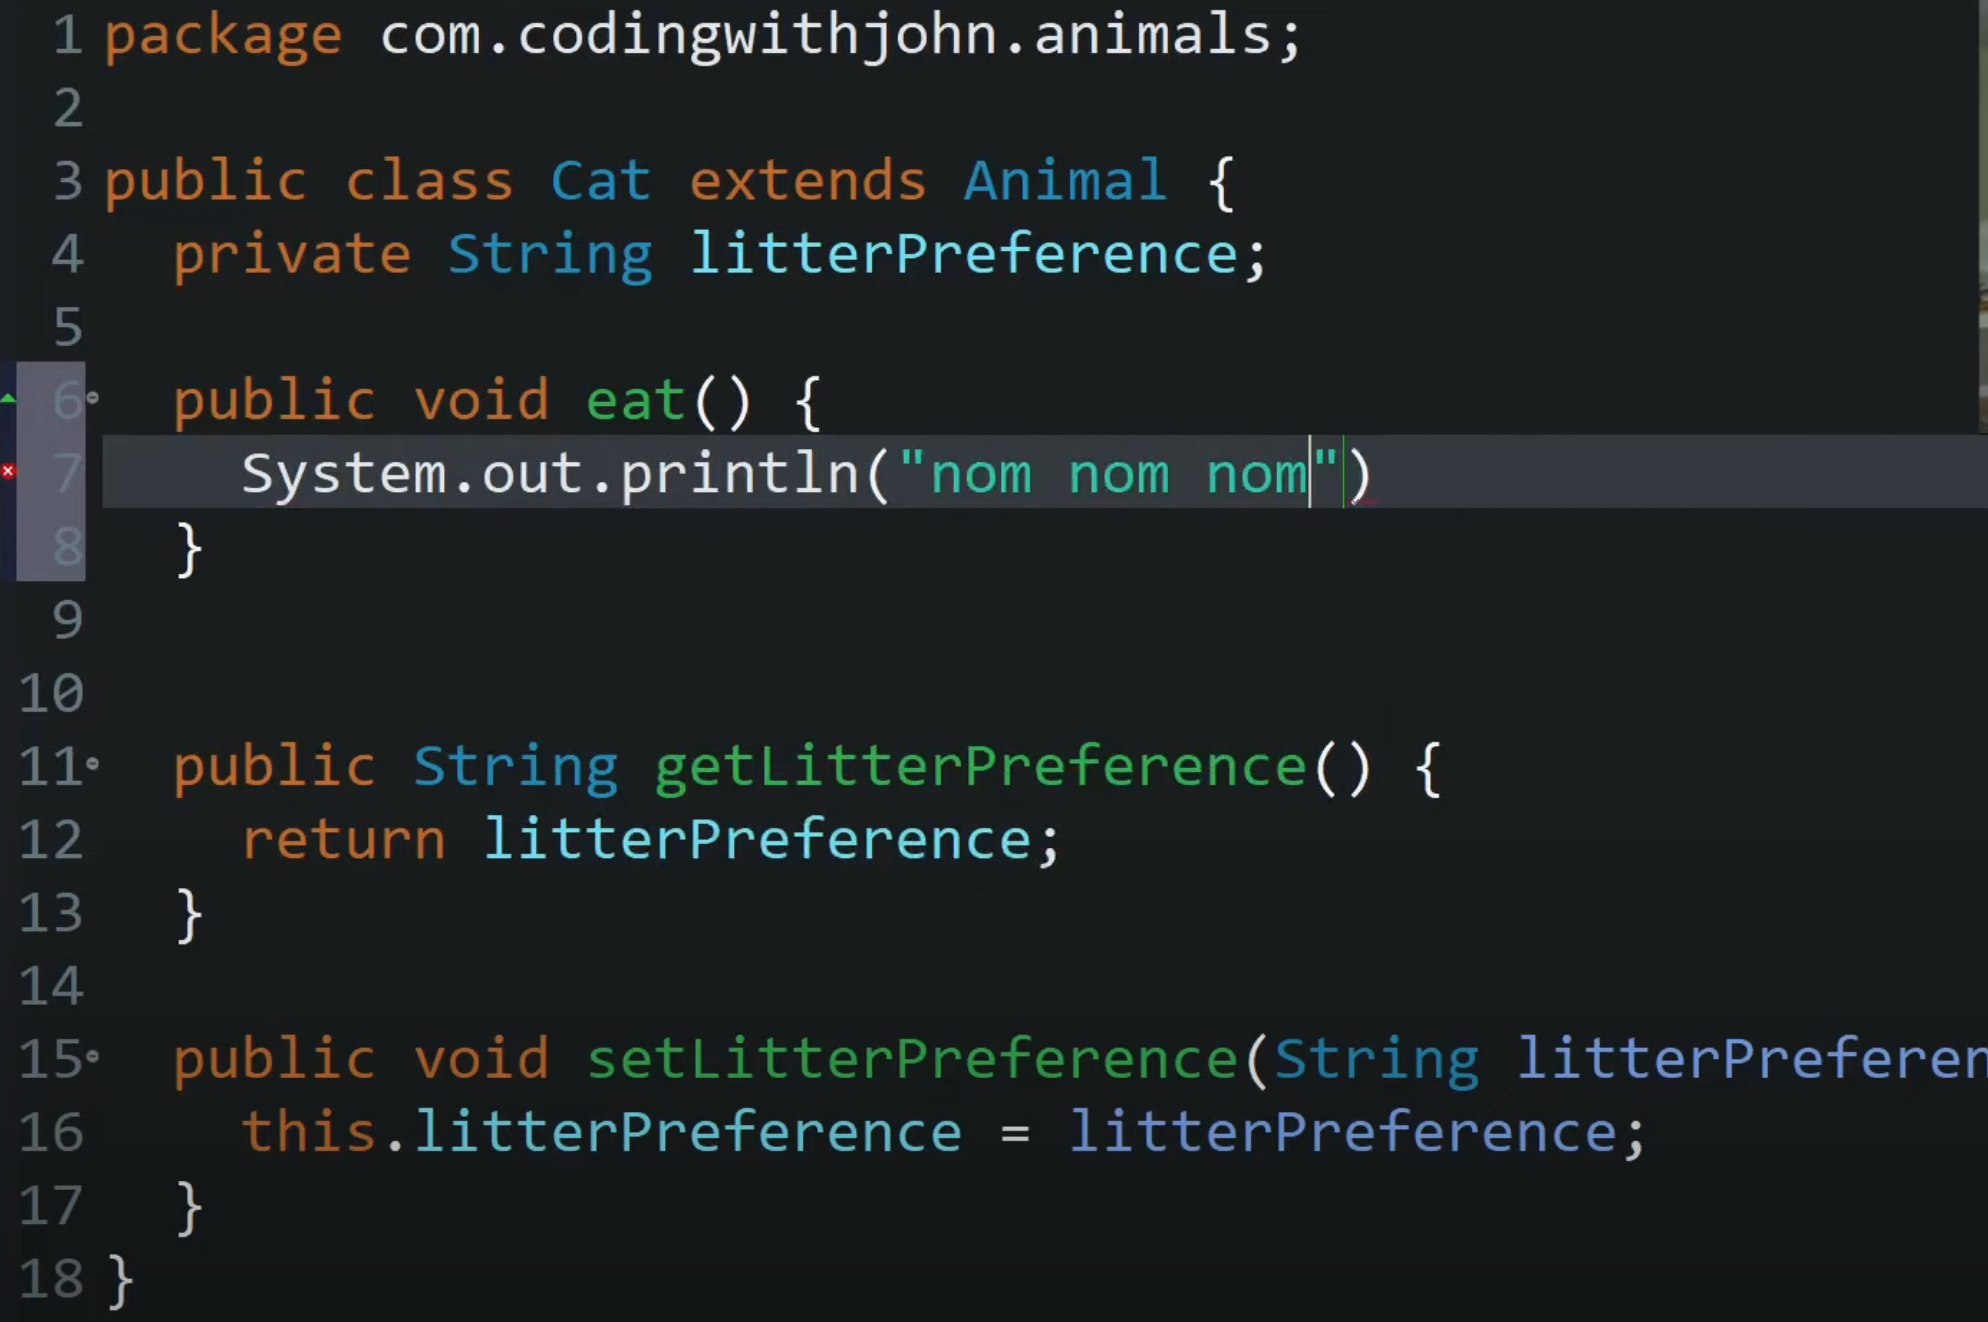 1 package com.codingwithjohn.animals;
2
3 public class Cat extends Animal {
4 private String litterPreference;
5
6 public void eat() {
7 System.out.println("nom nom nom")
8 }
9
10
11 public String getLitterPreference() {
12 return litterPreference;
13 }
14
15 public void setLitterPreference(String litterPreferen
16 this.litterPreference = litterPreference;
17 }
18 }